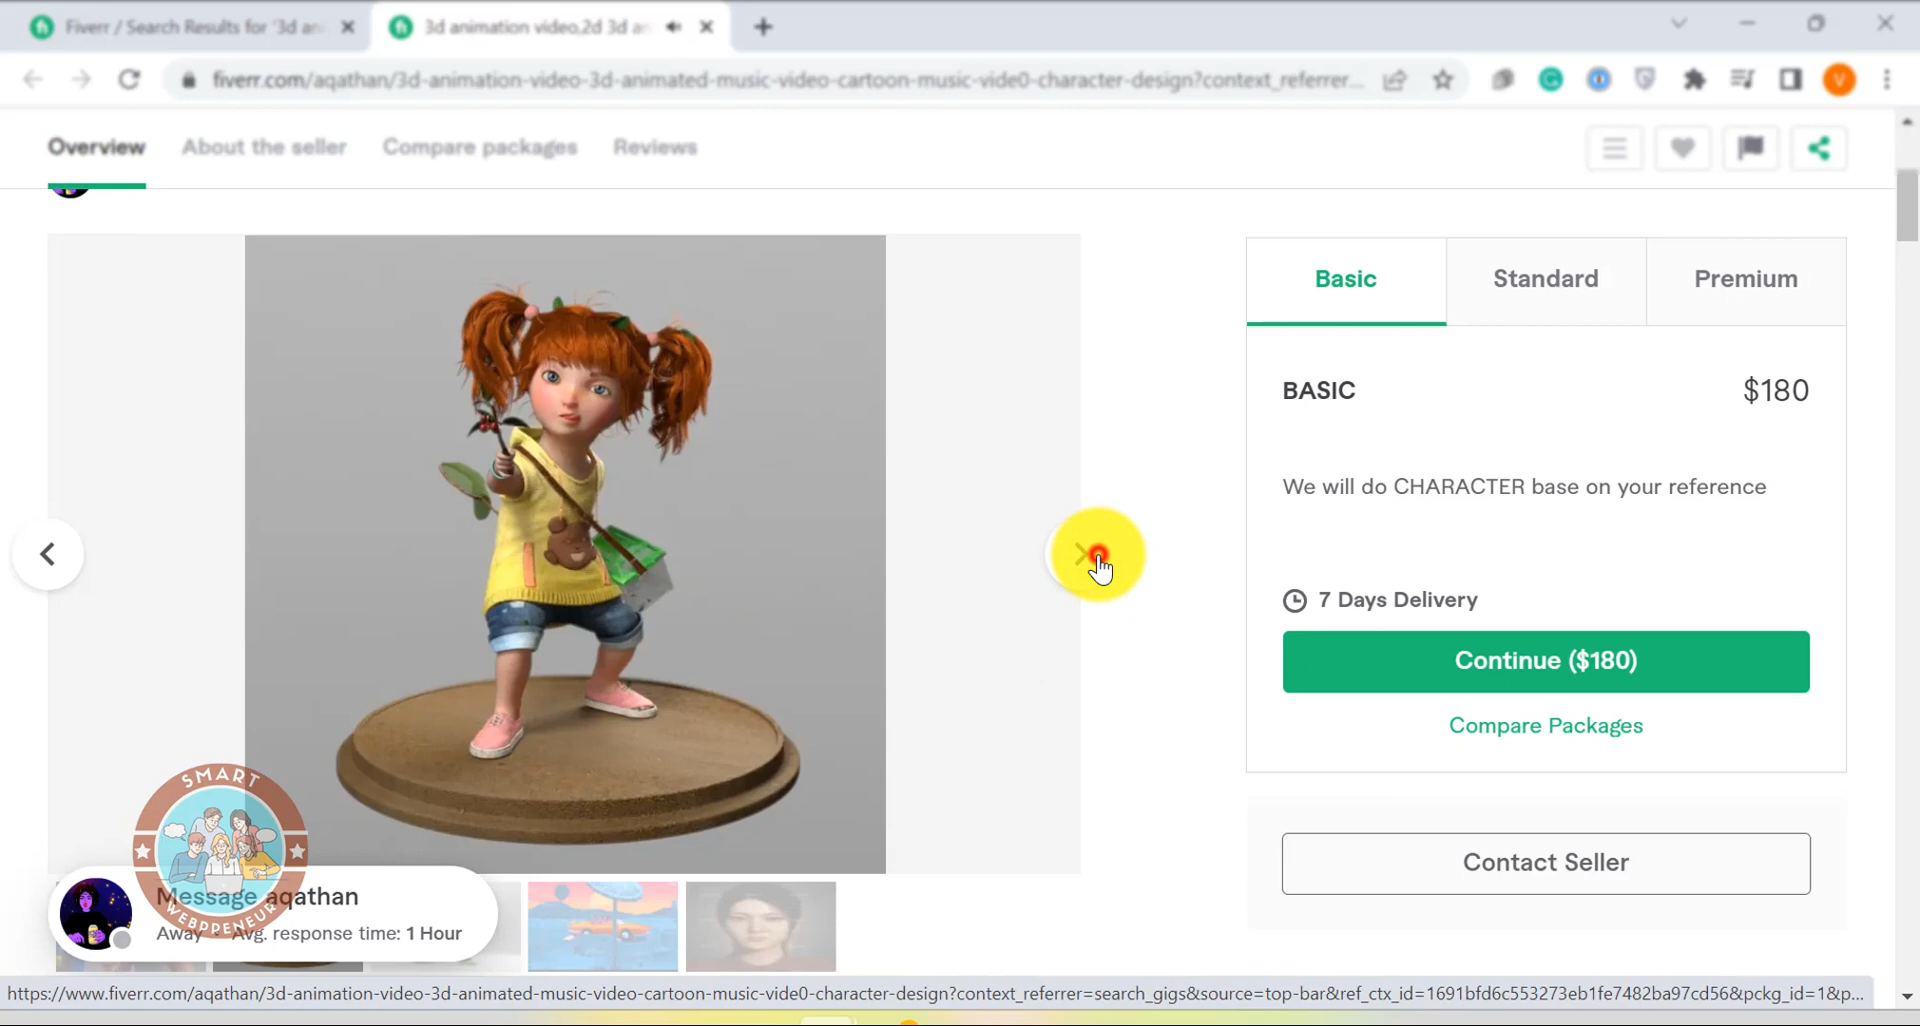 Fiverr / Search Results for '3d an
3d animation video,2d 3d an
fiverr.com/aqathan/3d-animation-video-3d-animated-music-video-cartoon-music-vide0-character-design?context_referrer...
V
Overview
About the seller
Compare packages
Reviews
Basic
Standard
Premium
BASIC
$180
We will do CHARACTER base on your reference
7 Days Delivery
Continue ($180)
Compare Packages
Contact Seller
SMART
WEBPRENEUR
Message aqathan
Away · Avg. response time: 1 Hour
https://www.fiverr.com/aqathan/3d-animation-video-3d-animated-music-video-cartoon-music-vide0-character-design?context_referrer=search_gigs&source=top-bar&ref_ctx_id=1691bfd6c553273eb1fe7482ba97cd56&pckg_id=1&p...